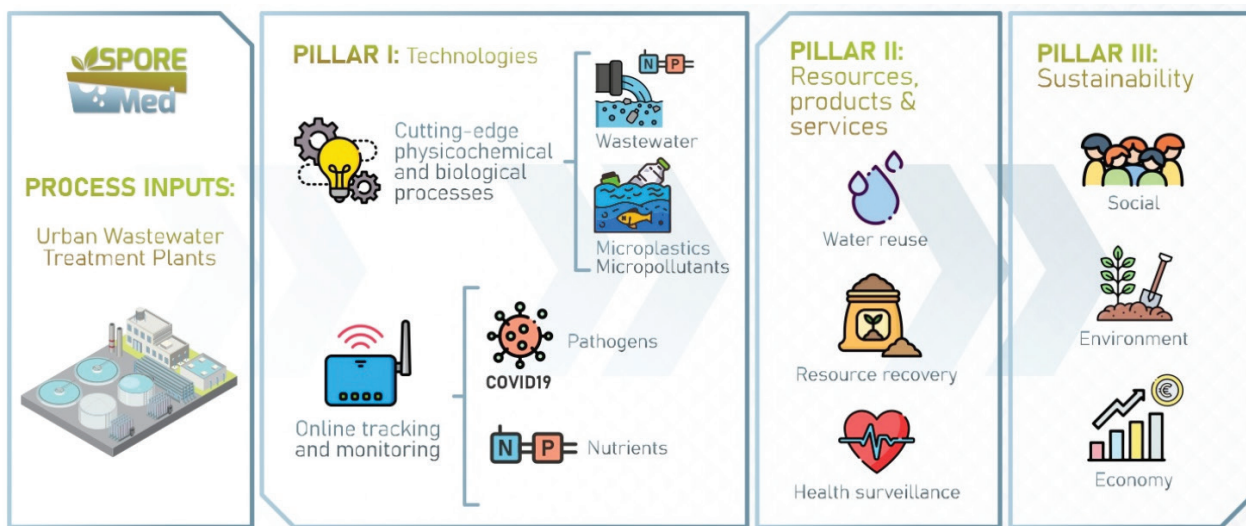 SPORE
Med
PROCESS INPUTS:
Urban Wastewater
Treatment Plants
PILLAR I: Technologies
Cutting-edge
physicochemical
and biological
processes
N P
Wastewater
Microplastics
Micropollutants
Online tracking
and monitoring
COVID19
Pathogens
N P
Nutrients
PILLAR II:
Resources,
products &
services
Water reuse
Resource recovery
Health surveillance
PILLAR III:
Sustainability
Social
Environment
€
Economy